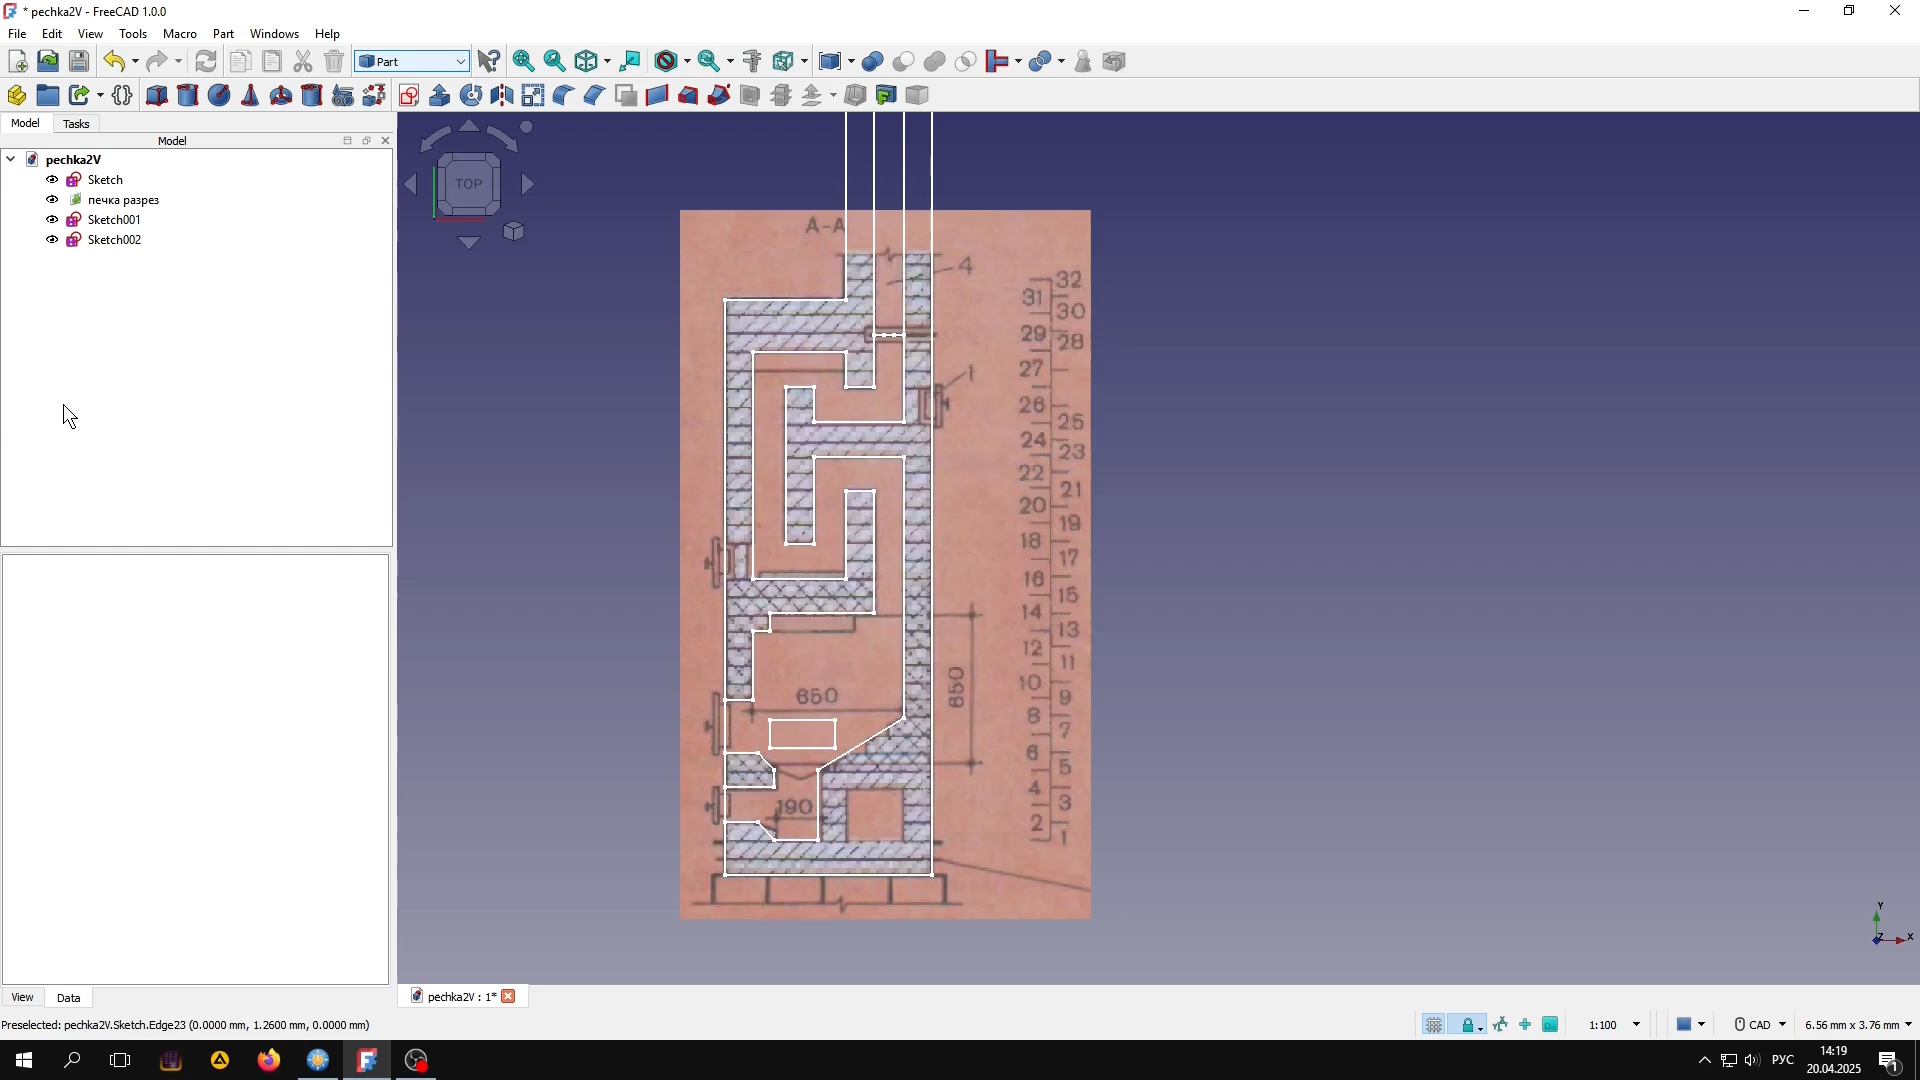 * pechka2V - FreeCAD 1.0.0
File Edit View Tools Macro Part Windows Help
Part
Model Tasks
Model
pechka2V
Sketch
печка разрез
Sketch001
Sketch002
TOP
A-A
4
1
650
650
190
32
31
30
29
28
27
26
25
24
23
22
21
20
19
18
17
16
15
14
13
12
11
10
9
8
7
6
5
4
3
2
1
Y
Z
X
View Data
pechka2V : 1*
Preselected: pechka2V.Sketch.Edge23 (0.0000 mm, 1.2600 mm, 0.0000 mm)
1:100
CAD
6.56 mm x 3.76 mm
РУС
14:19
20.04.2025
1